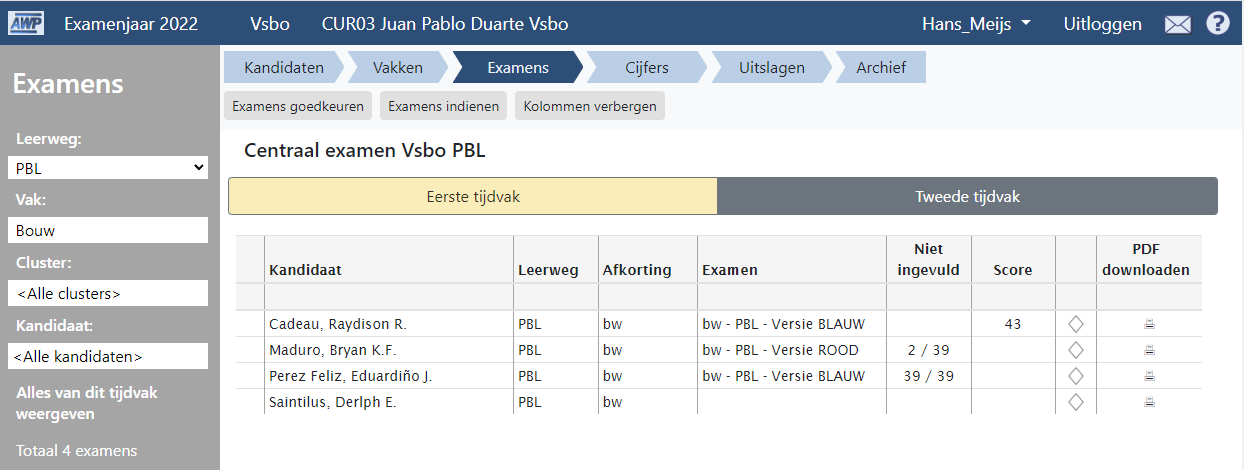 AWP Examenjaar 2022 Vsbo CUR03 Juan Pablo Duarte Vsbo Hans_Meijs Uitloggen ?
Examens
Leerweg:
PBL
Vak:
Bouw
Cluster:
<Alle clusters>
Kandidaat:
<Alle kandidaten>
Alles van dit tijdvak
weergeven
Totaal 4 examens
Kandidaten Vakken Examens Cijfers Uitslagen Archief
Examens goedkeuren Examens indienen Kolommen verbergen
Centraal examen Vsbo PBL
Eerste tijdvak Tweede tijdvak
Niet PDF
Kandidaat Leerweg Afkorting Examen ingevuld Score downloaden
Cadeau, Raydison R. PBL bw bw - PBL - Versie BLAUW 43
Maduro, Bryan K.F. PBL bw bw - PBL - Versie ROOD 2 / 39
Perez Feliz, Eduardiño J. PBL bw bw - PBL - Versie BLAUW 39 / 39
Saintilus, Derlph E. PBL bw